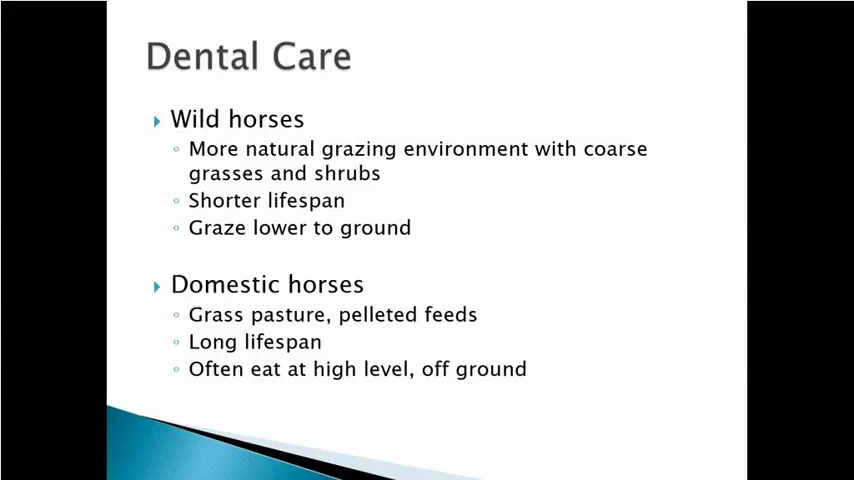 Dental Care
Wild horses
More natural grazing environment with coarse
grasses and shrubs
Shorter lifespan
Graze lower to ground
Domestic horses
Grass pasture, pelleted feeds
Long lifespan
Often eat at high level, off ground